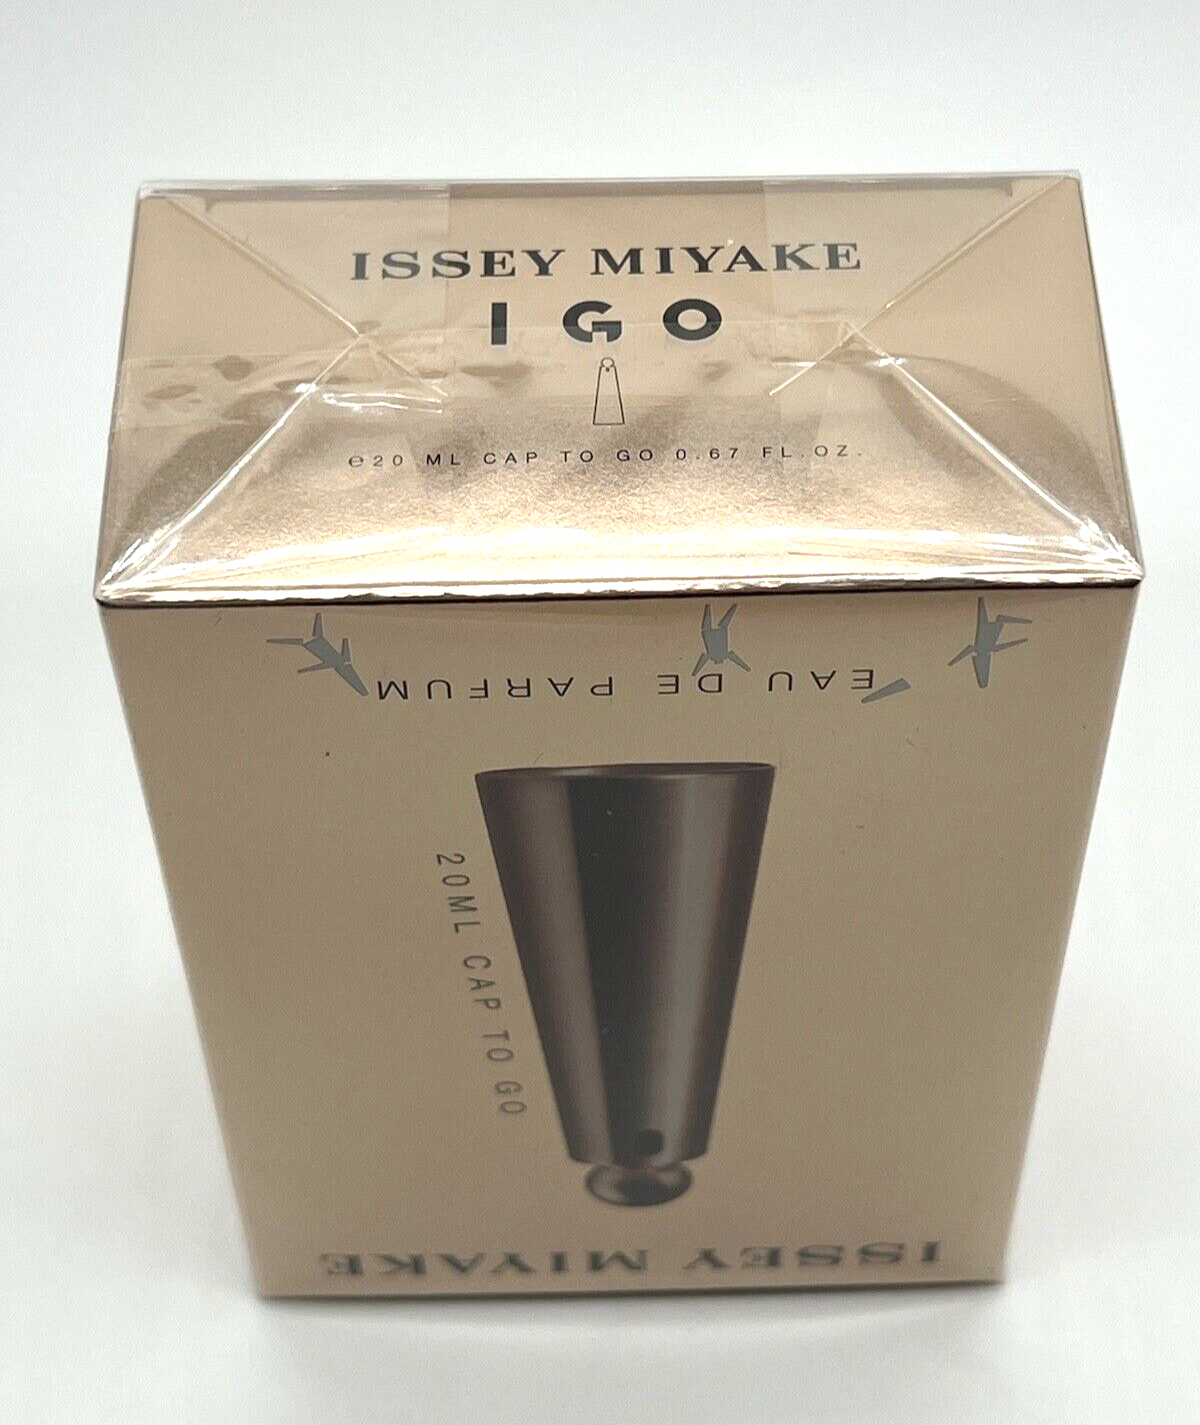 ISSEY MIYAKE
IGO
℮20 ML CAP TO GO 0.67 FL.OZ.
EAU DE PARFUM
20ML CAP TO GO
ISSEY MIYAKE